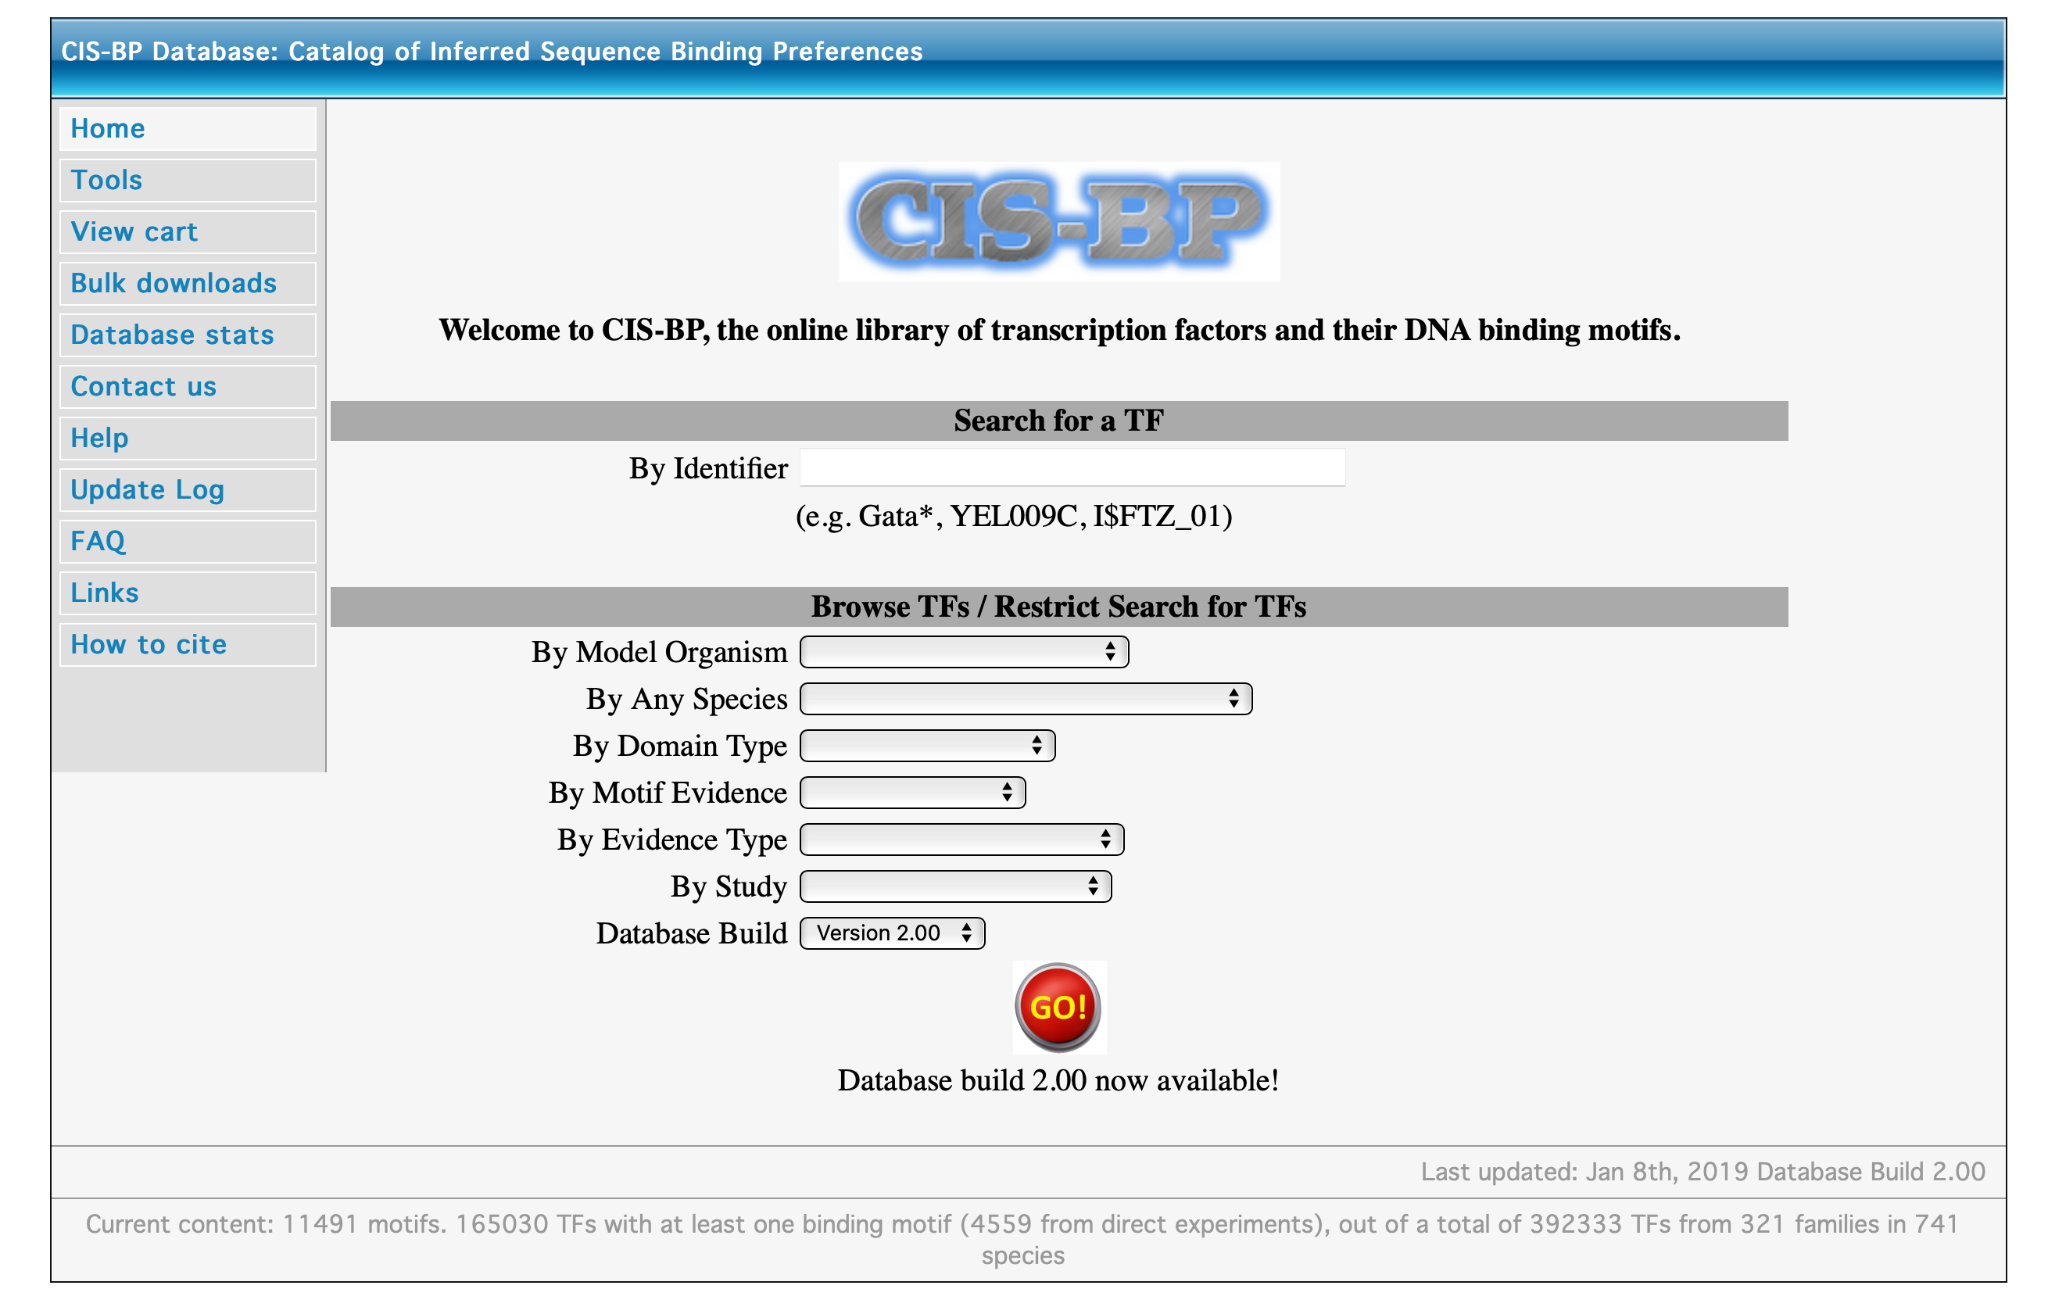 CIS-BP Database: Catalog of Inferred Sequence Binding Preferences
Home
Tools
View cart
Bulk downloads
Database stats
Contact us
Help
Update Log
FAQ
Links
How to cite
CIS-BP
Welcome to CIS-BP, the online library of transcription factors and their DNA binding motifs.
Search for a TF
By Identifier
(e.g. Gata*, YEL009C, I$FTZ_01)
Browse TFs / Restrict Search for TFs
By Model Organism
By Any Species
By Domain Type
By Motif Evidence
By Evidence Type
By Study
Database Build Version 2.00
GO!
Database build 2.00 now available!
Last updated: Jan 8th, 2019 Database Build 2.00
Current content: 11491 motifs. 165030 TFs with at least one binding motif (4559 from direct experiments), out of a total of 392333 TFs from 321 families in 741
species